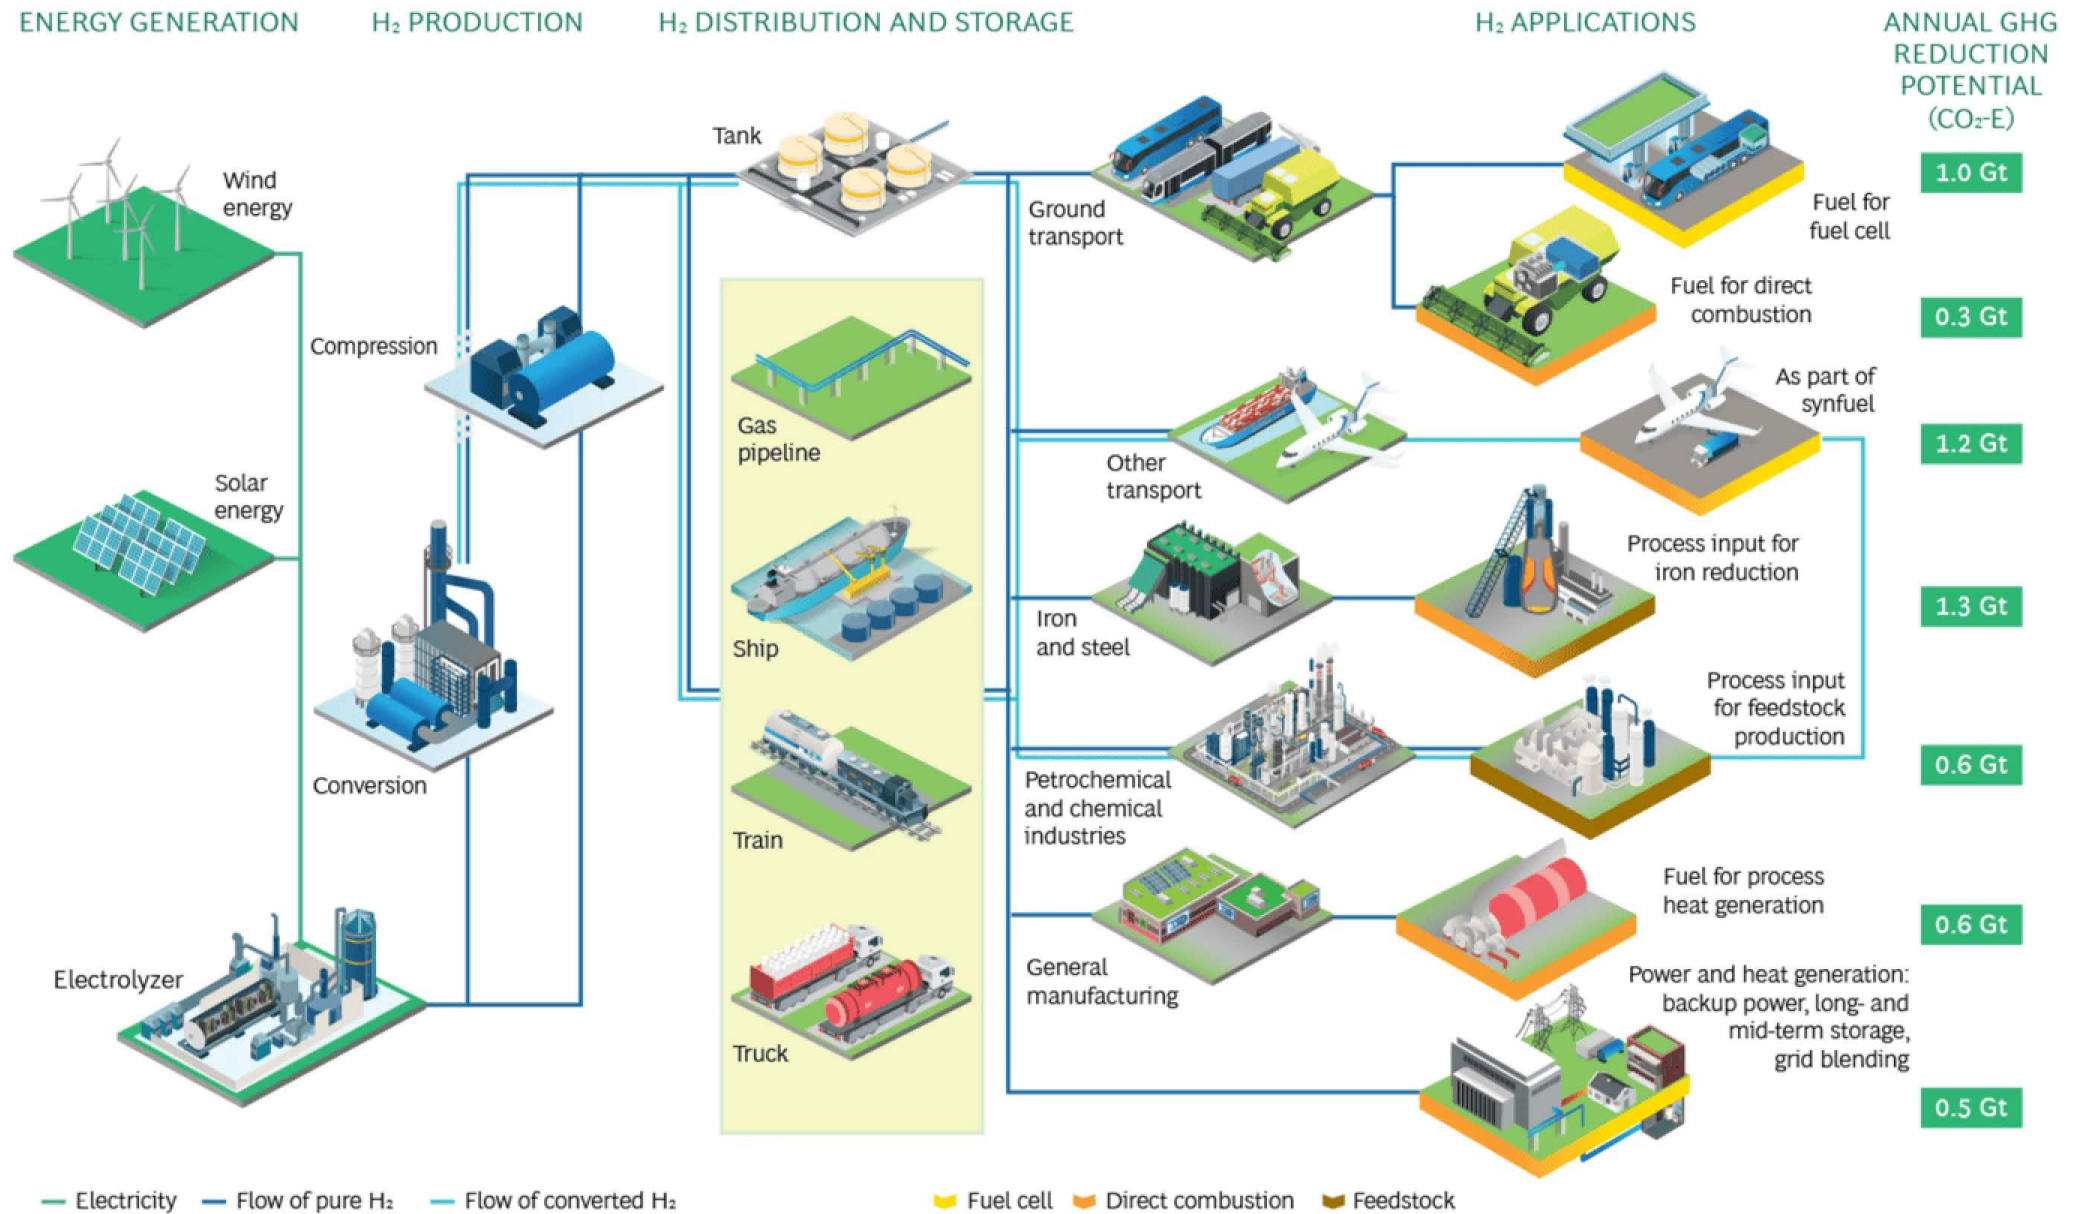 ENERGY GENERATION
H₂ PRODUCTION
H₂ DISTRIBUTION AND STORAGE
H₂ APPLICATIONS
ANNUAL GHG
REDUCTION
POTENTIAL
(CO₂-E)
Wind
energy
Solar
energy
Electrolyzer
Compression
Conversion
Tank
Gas
pipeline
Ship
Train
Truck
Ground
transport
Other
transport
Iron
and steel
Petrochemical
and chemical
industries
General
manufacturing
Fuel for
fuel cell
1.0 Gt
Fuel for direct
combustion
0.3 Gt
As part of
synfuel
1.2 Gt
Process input for
iron reduction
1.3 Gt
Process input
for feedstock
production
0.6 Gt
Fuel for process
heat generation
0.6 Gt
Power and heat generation:
backup power, long- and
mid-term storage,
grid blending
0.5 Gt
Electricity
Flow of pure H₂
Flow of converted H₂
Fuel cell
Direct combustion
Feedstock